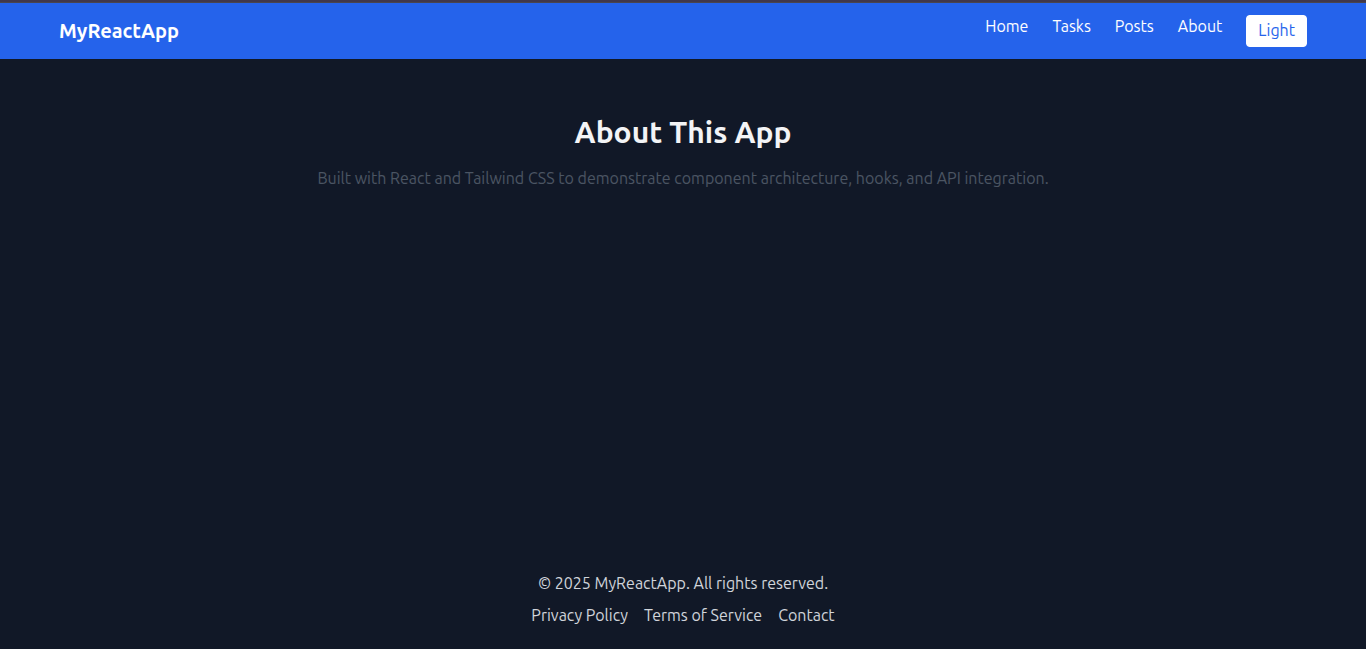 MyReactApp
Home Tasks Posts About Light
About This App
Built with React and Tailwind CSS to demonstrate component architecture, hooks, and API integration.
© 2025 MyReactApp. All rights reserved.
Privacy Policy Terms of Service Contact